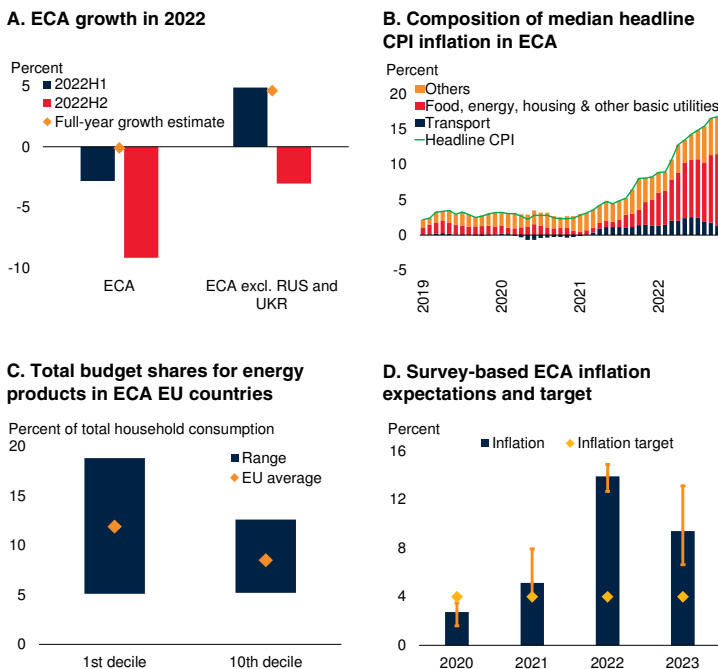 A. ECA growth in 2022
Percent
5
0
-5
-10
2022H1
2022H2
Full-year growth estimate
ECA
ECA excl. RUS and
UKR
B. Composition of median headline
CPI inflation in ECA
Percent
20
15
10
5
0
-5
Others
Food, energy, housing & other basic utilities
Transport
Headline CPI
2019
2020
2021
2022
C. Total budget shares for energy
products in ECA EU countries
Percent of total household consumption
20
15
10
5
0
Range
EU average
1st decile
10th decile
D. Survey-based ECA inflation
expectations and target
Percent
16
12
8
4
0
Inflation
Inflation target
2020
2021
2022
2023